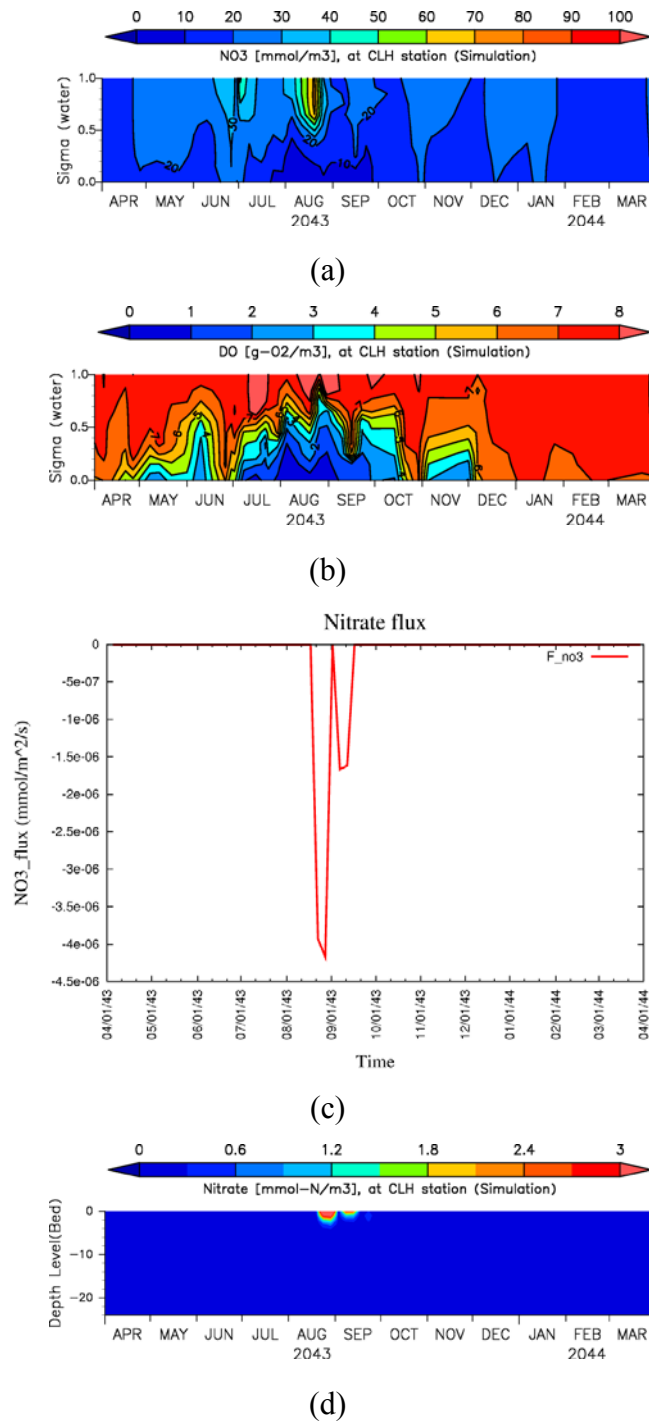 0 10 20 30 40 50 60 70 80 90 100
NO3 [mmol/m3], at CLH station (Simulation)
Sigma (water)
1.0
0.5
0.0
30
20
20
10
20
APR MAY JUN JUL AUG SEP OCT NOV DEC JAN FEB MAR
2043 2044
(a)
0 1 2 3 4 5 6 7 8
DO [g-O2/m3], at CLH station (Simulation)
Sigma (water)
1.0
0.5
0.0
APR MAY JUN JUL AUG SEP OCT NOV DEC JAN FEB MAR
2043 2044
(b)
Nitrate flux
F_no3
NO3_flux (mmol/m^2/s)
0
-5e-07
-1e-06
-1.5e-06
-2e-06
-2.5e-06
-3e-06
-3.5e-06
-4e-06
-4.5e-06
04/01/43 05/01/43 06/01/43 07/01/43 08/01/43 09/01/43 10/01/43 11/01/43 12/01/43 01/01/44 02/01/44 03/01/44 04/01/44
Time
(c)
0 0.6 1.2 1.8 2.4 3
Nitrate [mmol-N/m3], at CLH station (Simulation)
Depth Level(Bed)
0
-10
-20
APR MAY JUN JUL AUG SEP OCT NOV DEC JAN FEB MAR
2043 2044
(d)